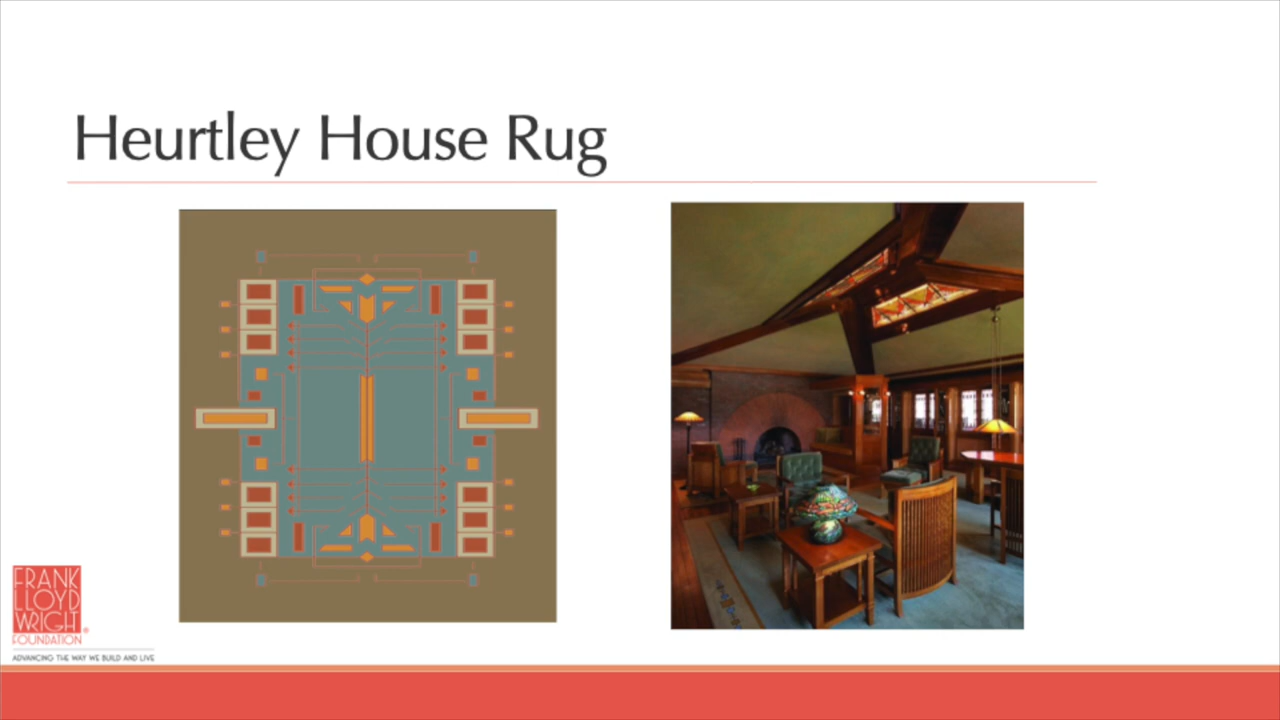 Heurtley House Rug
FRANK
LLOYD
WRIGHT
FOUNDATION®
ADVANCING THE WAY WE BUILD AND LIVE